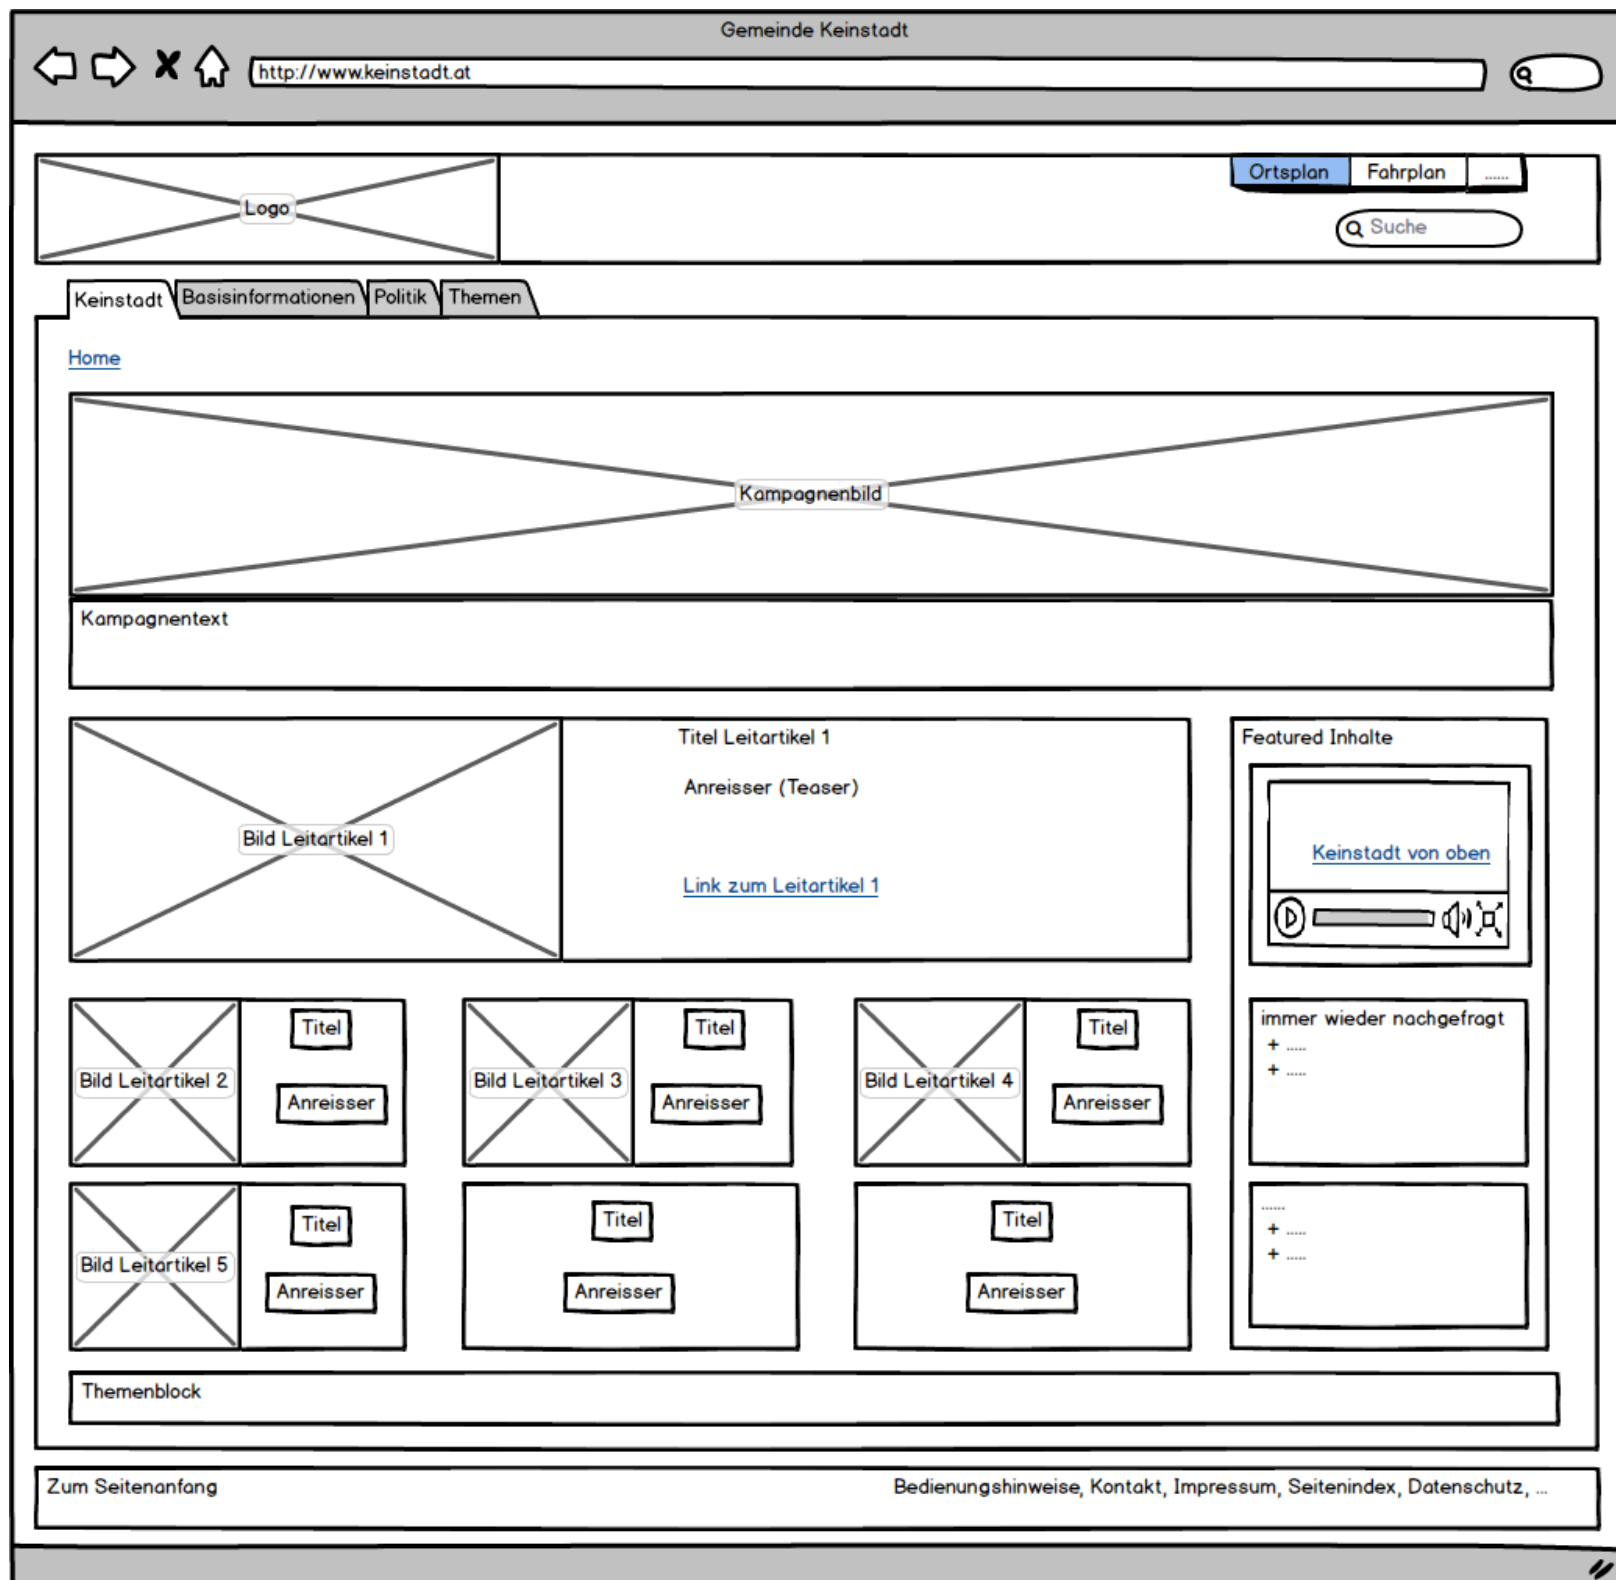 Gemeinde Keinstadt
http://www.keinstadt.at
Logo
Ortsplan Fahrplan ......
Suche
Keinstadt Basisinformationen Politik Themen
Home
Kampagnenbild
Kampagnentext
Bild Leitartikel 1
Titel Leitartikel 1
Anreisser (Teaser)
Link zum Leitartikel 1
Featured Inhalte
Keinstadt von oben
Bild Leitartikel 2
Titel
Anreisser
Bild Leitartikel 3
Titel
Anreisser
Bild Leitartikel 4
Titel
Anreisser
immer wieder nachgefragt
+ .....
+ .....
Bild Leitartikel 5
Titel
Anreisser
Titel
Anreisser
Titel
Anreisser
......
+ .....
+ .....
Themenblock
Zum Seitenanfang
Bedienungshinweise, Kontakt, Impressum, Seitenindex, Datenschutz, ...